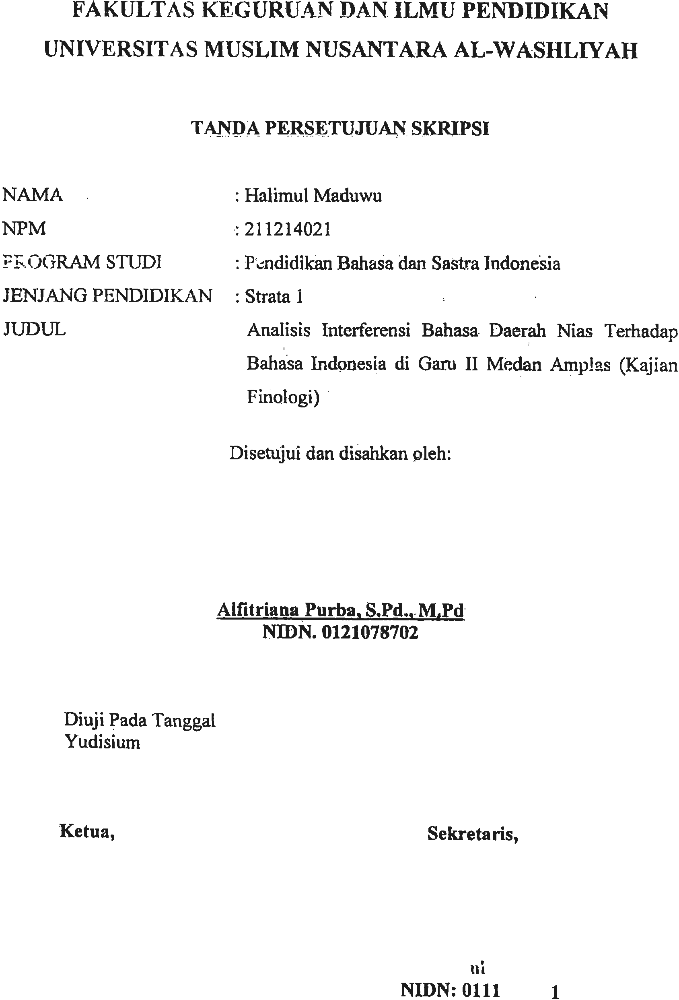 FAKULTAS KEGURUAN DAN ILMU PENDIDIKAN
UNIVERSITAS MUSLIM NUSANTARA AL-WASHLIYAH
TANDA PERSETUJUAN SKRIPSI
NAMA : Halimul Maduwu
NPM : 211214021
PROGRAM STUDI : Pendidikan Bahasa dan Sastra Indonesia
JENJANG PENDIDIKAN : Strata 1
JUDUL Analisis Interferensi Bahasa Daerah Nias Terhadap
Bahasa Indonesia di Garu II Medan Amplas (Kajian
Finologi)
Disetujui dan disahkan oleh:
Alfitriana Purba, S.Pd., M.Pd
NIDN. 0121078702
Diuji Pada Tanggal
Yudisium
Ketua, Sekretaris,
NIDN: 0111 1